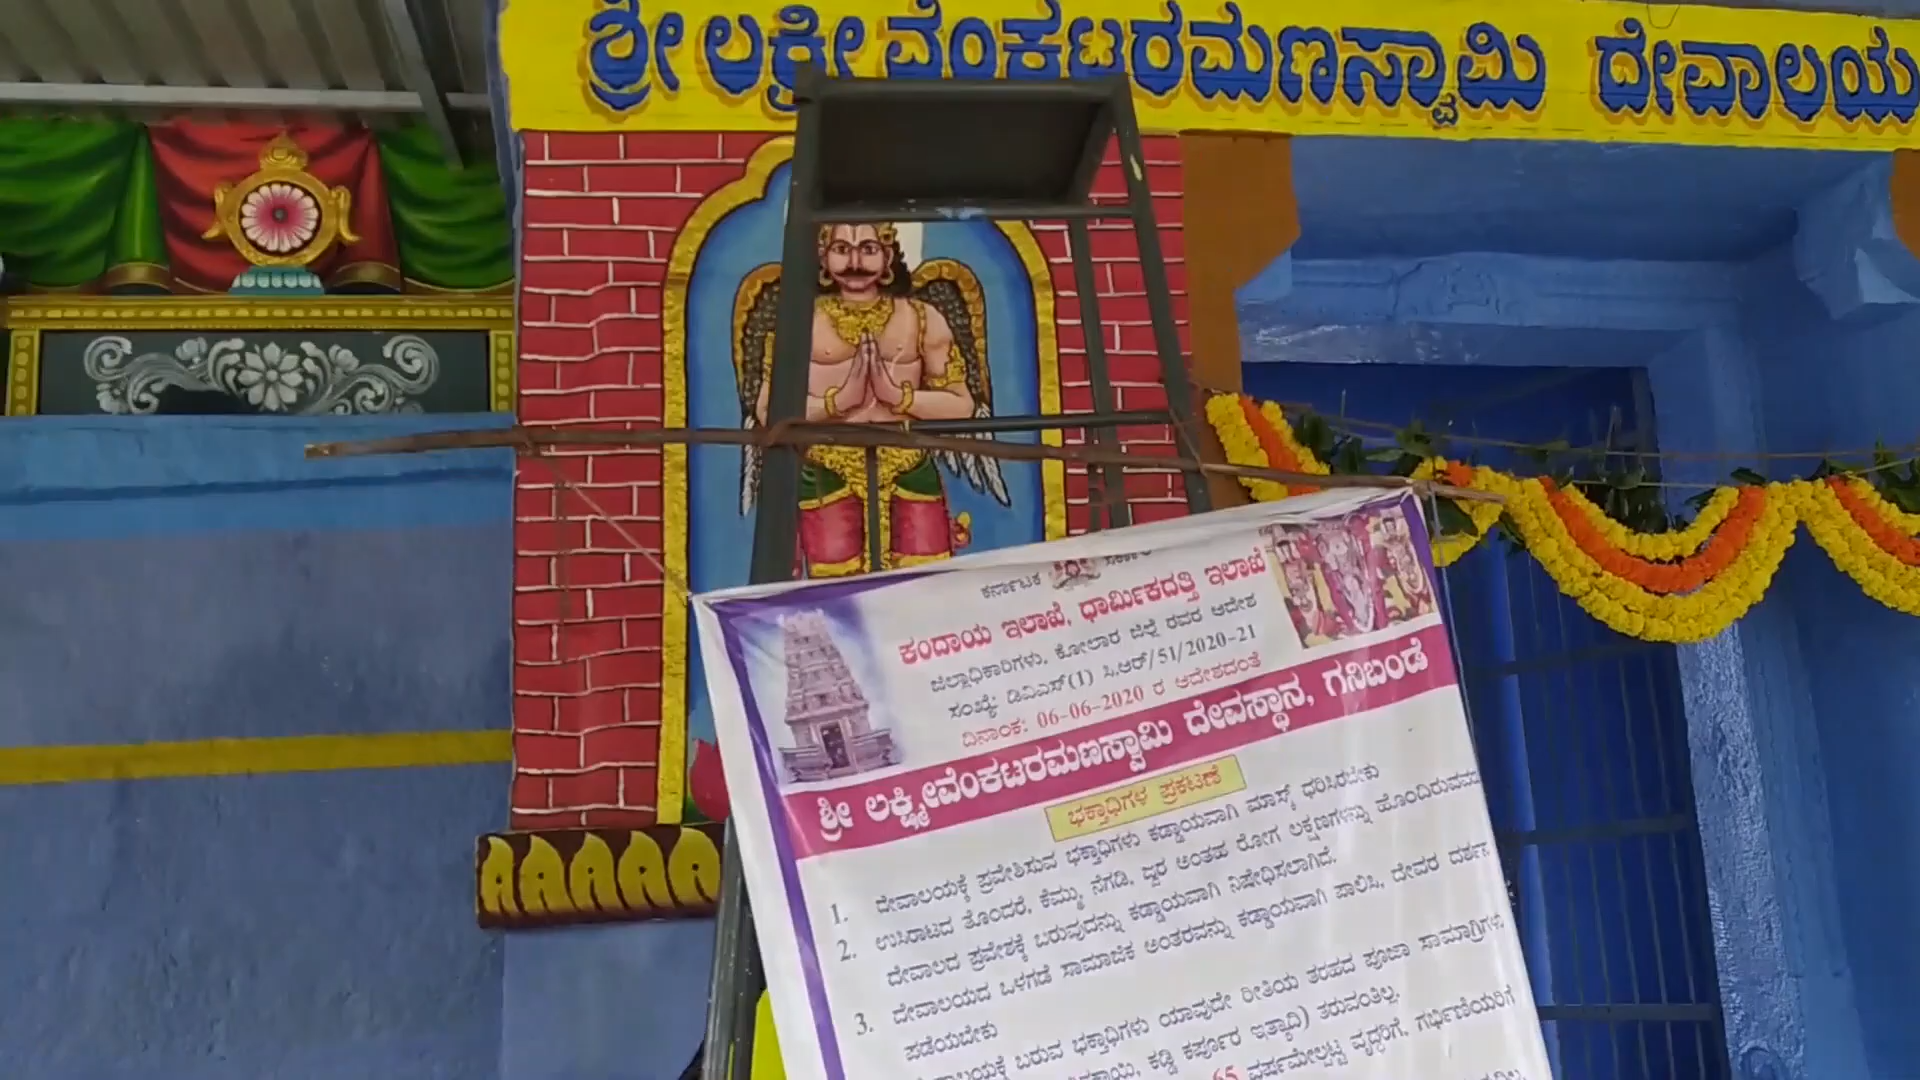 ಶ್ರೀ ಲಕ್ಷ್ಮೀ ವೆಂಕಟರಮಣಸ್ವಾಮಿ ದೇವಾಲಯ
ಕರ್ನಾಟಕ ಸರ್ಕಾರ
ಕಂದಾಯ ಇಲಾಖೆ, ಧಾರ್ಮಿಕದತ್ತಿ ಇಲಾಖೆ
ಜಿಲ್ಲಾಧಿಕಾರಿಗಳು, ಕೋಲಾರ ಜಿಲ್ಲೆ ರವರ ಆದೇಶ
ಸಂಖ್ಯೆ: ಡಿವಿಎಸ್(1) ಸಿ.ಆರ್/51/2020-21
ದಿನಾಂಕ: 06-06-2020 ರ ಆದೇಶದಂತೆ
ಶ್ರೀ ಲಕ್ಷ್ಮೀವೆಂಕಟರಮಣಸ್ವಾಮಿ ದೇವಸ್ಥಾನ, ಗನಿಬಂಡೆ
ಭಕ್ತಾಧಿಗಳ ಪ್ರಕಟಣೆ
1. ದೇವಾಲಯಕ್ಕೆ ಪ್ರವೇಶಿಸುವ ಭಕ್ತಾಧಿಗಳು ಕಡ್ಡಾಯವಾಗಿ ಮಾಸ್ಕ್ ಧರಿಸಿರಬೇಕು
2. ಉಸಿರಾಟದ ತೊಂದರೆ, ಕೆಮ್ಮು, ನೆಗಡಿ, ಜ್ವರ ಅಂತಹ ರೋಗ ಲಕ್ಷಣಗಳನ್ನು ಹೊಂದಿರುವವರು
ದೇವಾಲದ ಪ್ರವೇಶಕ್ಕೆ ಬರುವುದನ್ನು ಕಡ್ಡಾಯವಾಗಿ ನಿಷೇಧಿಸಲಾಗಿದೆ.
3. ದೇವಾಲಯದ ಒಳಗಡೆ ಸಾಮಾಜಿಕ ಅಂತರವನ್ನು ಕಡ್ಡಾಯವಾಗಿ ಪಾಲಿಸಿ, ದೇವರ ದರ್ಶನ
ಪಡೆಯಬೇಕು
ಬರುವ ಭಕ್ತಾಧಿಗಳು ಯಾವುದೇ ರೀತಿಯ ತರಹದ ಪೂಜಾ ಸಾಮಾಗ್ರಿಗಳು
ಕಡ್ಡಿ ಕರ್ಪೂರ ಇತ್ಯಾದಿ) ತರುವಂತಿಲ್ಲ.
65 ವರ್ಷಮೇಲ್ಪಟ್ಟ ವೃದ್ಧರಿಗೆ, ಗರ್ಭಿಣಿಯರಿಗೆ